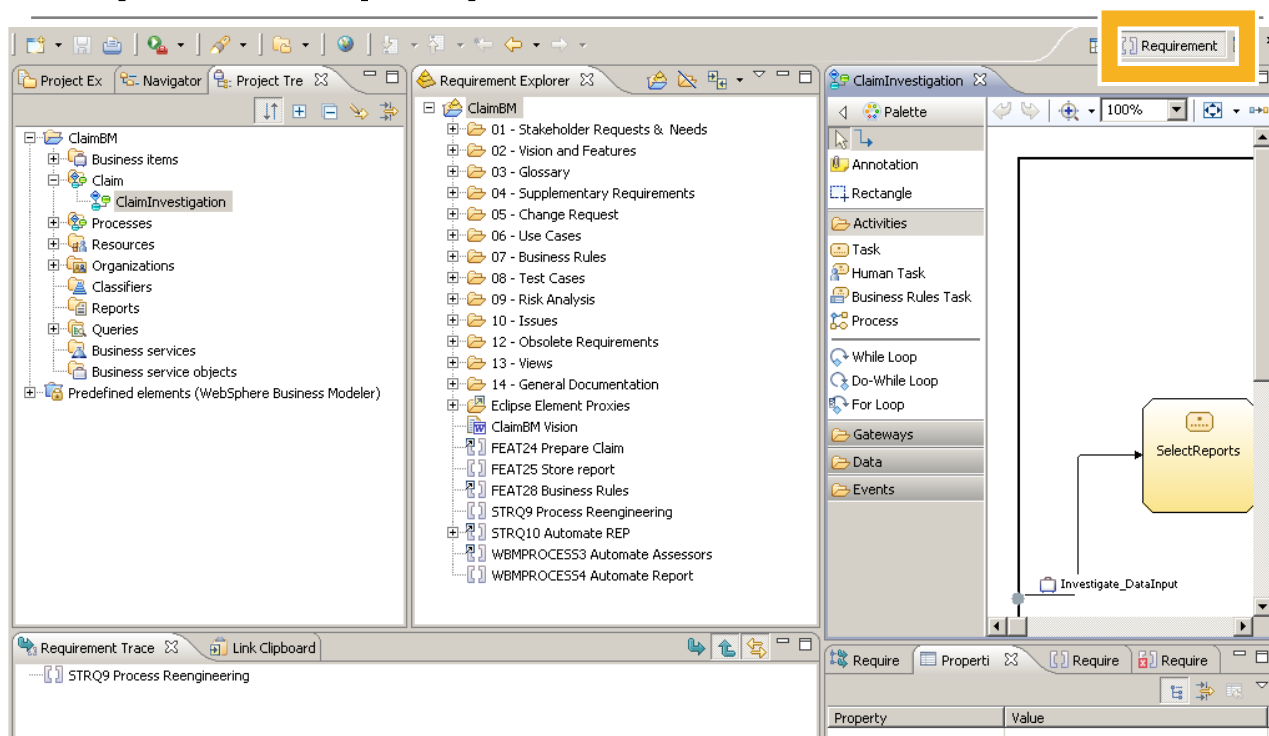 Requirement
Project Ex
Navigator
Project Tre
ClaimBM
Business items
Claim
ClaimInvestigation
Processes
Resources
Organizations
Classifiers
Reports
Queries
Business services
Business service objects
Predefined elements (WebSphere Business Modeler)
Requirement Explorer
ClaimBM
01 - Stakeholder Requests & Needs
02 - Vision and Features
03 - Glossary
04 - Supplementary Requirements
05 - Change Request
06 - Use Cases
07 - Business Rules
08 - Test Cases
09 - Risk Analysis
10 - Issues
12 - Obsolete Requirements
13 - Views
14 - General Documentation
Eclipse Element Proxies
ClaimBM Vision
FEAT24 Prepare Claim
FEAT25 Store report
FEAT28 Business Rules
STRQ9 Process Reengineering
STRQ10 Automate REP
WBMPROCESS3 Automate Assessors
WBMPROCESS4 Automate Report
ClaimInvestigation
Palette
100%
Annotation
Rectangle
Activities
Task
Human Task
Business Rules Task
Process
While Loop
Do-While Loop
For Loop
Gateways
Data
Events
SelectReports
Investigate_DataInput
Requirement Trace
Link Clipboard
STRQ9 Process Reengineering
Require
Properti
Require
Require
Property
Value